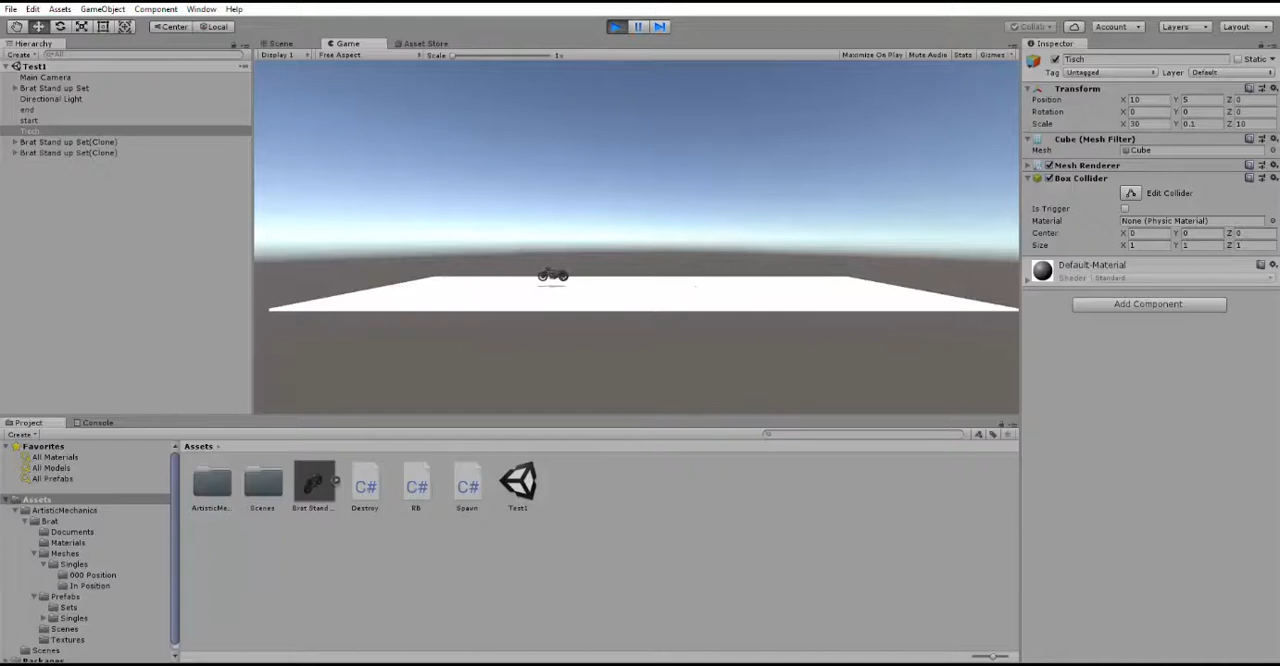 File Edit Assets GameObject Component Window Help
Center Local Collab Account Layers Layout
Hierarchy
Create All
Test1
Main Camera
Brat Stand up Set
Directional Light
end
start
Tisch
Brat Stand up Set(Clone)
Brat Stand up Set(Clone)
Scene Game Asset Store
Display 1 Free Aspect Scale 1x Maximize On Play Mute Audio Stats Gizmos
Inspector
Tisch Static
Tag Untagged Layer Default
Transform
Position X 10 Y 5 Z 0
Rotation X 0 Y 0 Z 0
Scale X 30 Y 0.1 Z 10
Cube (Mesh Filter)
Mesh Cube
Mesh Renderer
Box Collider
Edit Collider
Is Trigger
Material None (Physic Material)
Center X 0 Y 0 Z 0
Size X 1 Y 1 Z 1
Default-Material
Shader Standard
Add Component
Project Console
Create
Favorites
All Materials
All Models
All Prefabs
Assets
ArtisticMechanics
Brat
Documents
Materials
Meshes
Singles
000 Position
In Position
Prefabs
Sets
Singles
Scenes
Textures
Scenes
Packages
Assets
C# C# C#
ArtisticMe... Scenes Brat Stand ... Destroy RB Spawn Test1